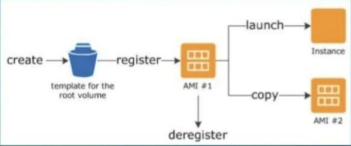 launch
Instance
create
register
template for the
root volume
AMI #1
copy
AMI #2
deregister